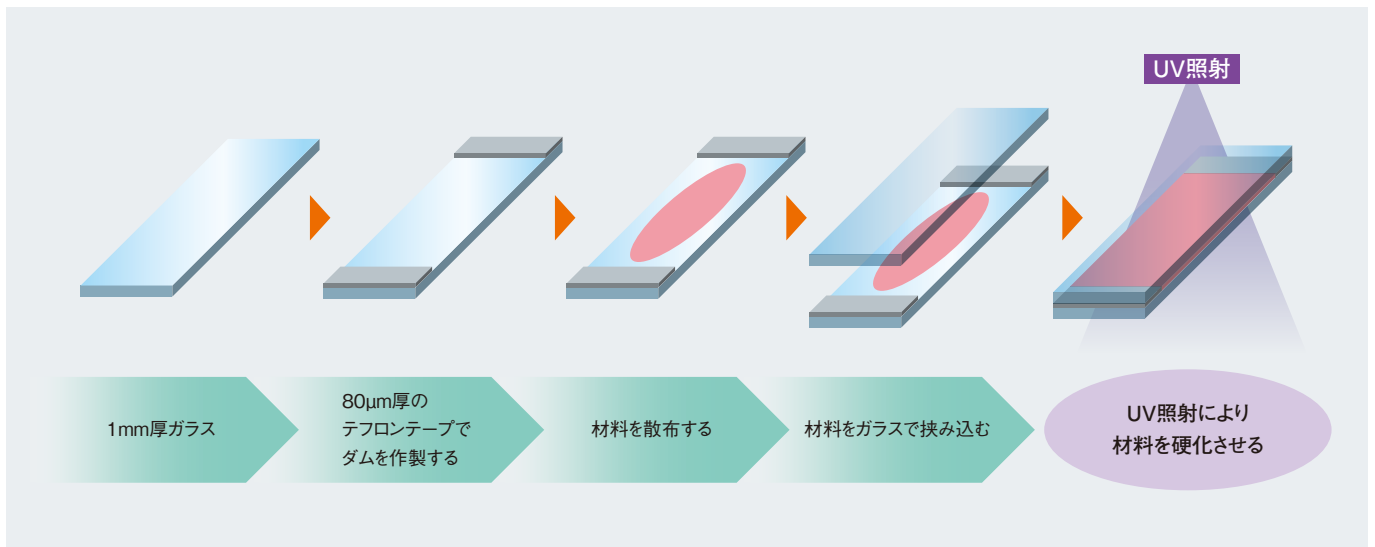 UV照射
1mm厚ガラス
80μm厚の
テフロンテープで
ダムを作製する
材料を散布する
材料をガラスで挟み込む
UV照射により
材料を硬化させる